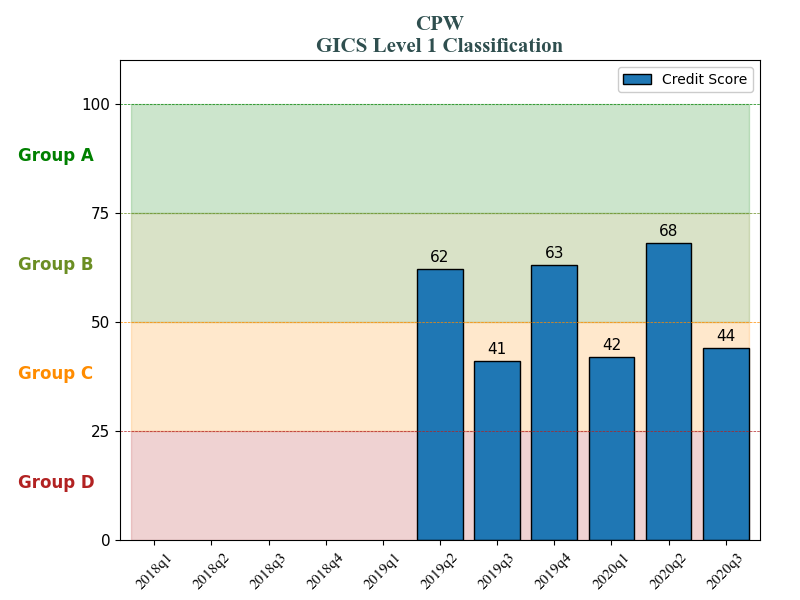 CPW
GICS Level 1 Classification
Credit Score
100
Group A
75
68
Group B
62
63
50
44
42
41
Group C
25
Group D
0
2018q1
2018q2
2018q3
2018q4
2019q1
2019q2
2019q3
2019q4
2020q1
2020q2
2020q3